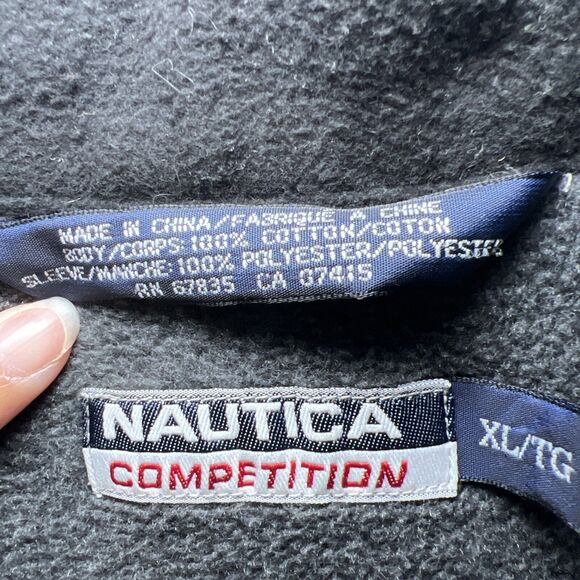 MADE IN CHINA/FABRIQUE A CHINE
BODY/CORPS:100% COTTON/COTON
SLEEVE/MANCHE:100% POLYESTER/POLYESTER
RN 67835 CA 07415
NAUTICA
COMPETITION
XL/TG